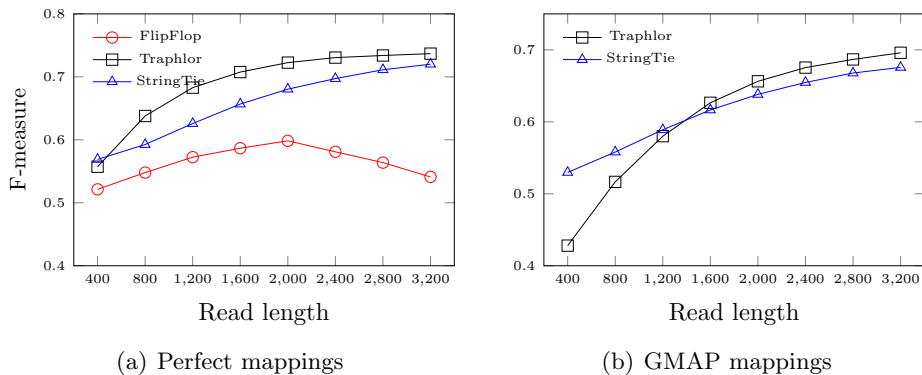 0.8
0.7
0.6
0.5
0.4
F-measure
FlipFlop
Traphlor
StringTie
400 800 1,200 1,600 2,000 2,400 2,800 3,200
Read length
(a) Perfect mappings
0.7
0.6
0.5
0.4
Traphlor
StringTie
400 800 1,200 1,600 2,000 2,400 2,800 3,200
Read length
(b) GMAP mappings